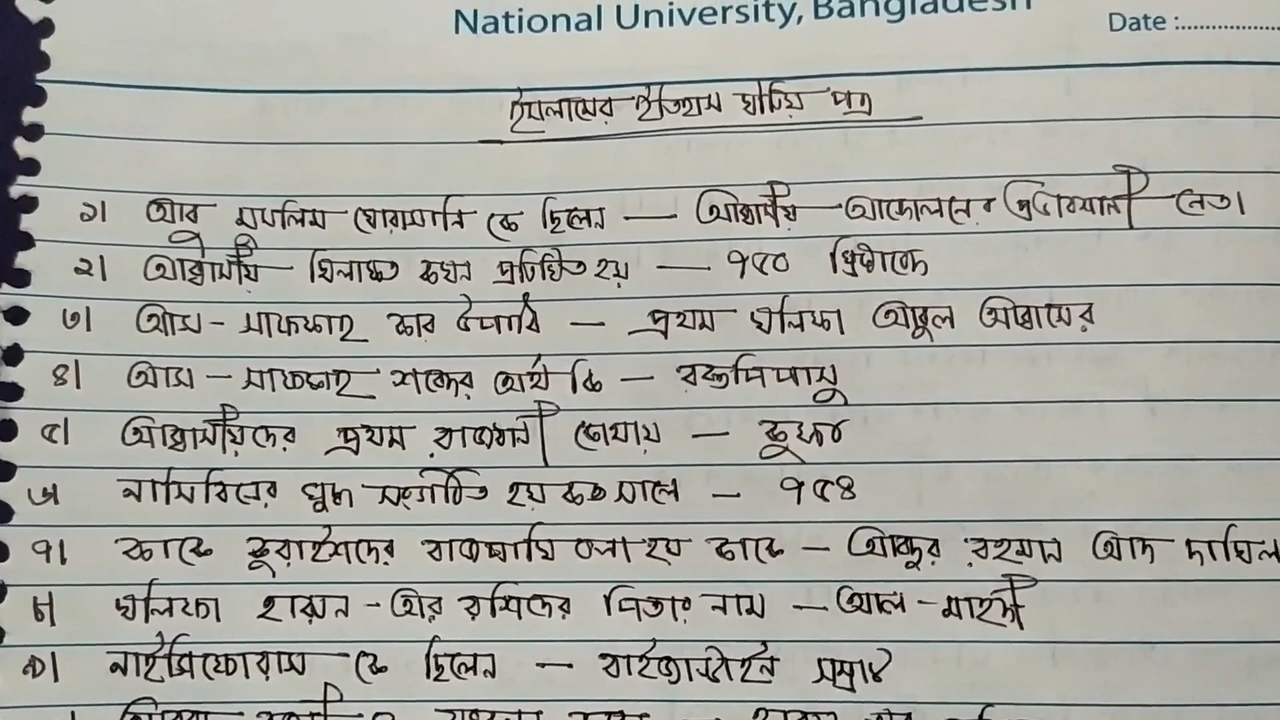 National University, Bangladesh
Date :..................
ইসলামের ইতিহাস পত্র
১। আবু মুসলিম খোরাসানি কে ছিলেন — আব্বাসীয় আন্দোলনের প্রভাবশালী নেতা।
২। আব্বাসীয় খিলাফত কখন প্রতিষ্ঠিত হয় — ৭৫০ খ্রিষ্টাব্দে
৩। আস - সাফফাহ কার উপাধি — প্রথম খলিফা আবুল আব্বাসের
৪। আস - সাফফাহ শব্দের অর্থ কি — রক্তপিপাসু
৫। আব্বাসীয়দের প্রথম রাজধানী কোথায় — কুফায়
৬। যুদ্ধ সংগঠিত হয় কত সালে — ৭৫৪
৭। কাকে কুরাইশদের বাজপাখি বলা হয় কাকে — আব্দুর রহমান আদ দাখিল
৮। খলিফা হারুন - অর রশিদের পিতার নাম — আল - মাহদী
৯। নাইসিফোরাস কে ছিলেন — বাইজান্টাইন সম্রাট